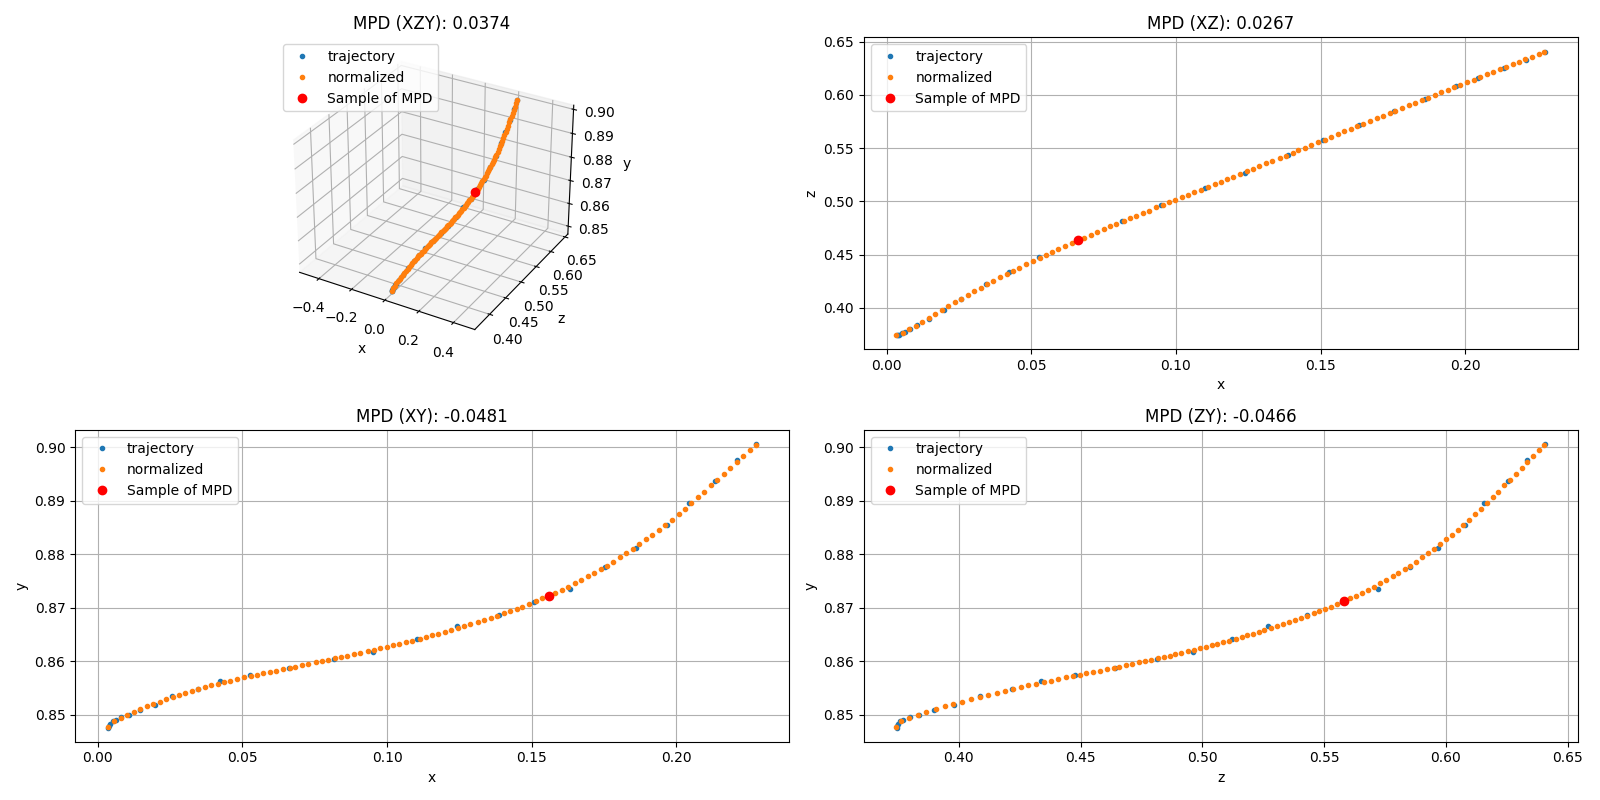 MPD (XZY): 0.0374
trajectory
normalized
Sample of MPD
0.90
0.89
0.88
0.87
0.86
0.85
y
0.65
0.60
0.55
0.50
0.45
0.40
z
−0.4
−0.2
0.0
0.2
0.4
x
MPD (XZ): 0.0267
trajectory
normalized
Sample of MPD
0.65
0.60
0.55
0.50
0.45
0.40
z
0.00
0.05
0.10
0.15
0.20
x
MPD (XY): -0.0481
trajectory
normalized
Sample of MPD
0.90
0.89
0.88
0.87
0.86
0.85
y
0.00
0.05
0.10
0.15
0.20
x
MPD (ZY): -0.0466
trajectory
normalized
Sample of MPD
0.90
0.89
0.88
0.87
0.86
0.85
y
0.40
0.45
0.50
0.55
0.60
0.65
z